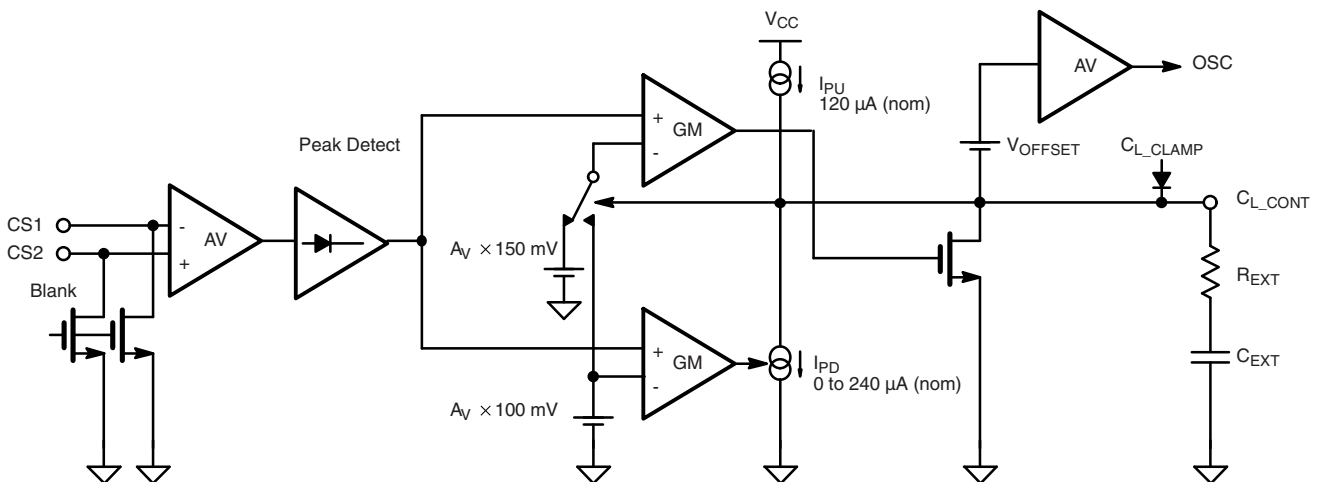 V_CC
AV
OSC
I_PU
120 µA (nom)
+
GM
-
Peak Detect
V_OFFSET
C_L_CLAMP
C_L_CONT
CS1
CS2
-
AV
+
A_V × 150 mV
R_EXT
Blank
+
GM
-
I_PD
0 to 240 µA (nom)
C_EXT
A_V × 100 mV